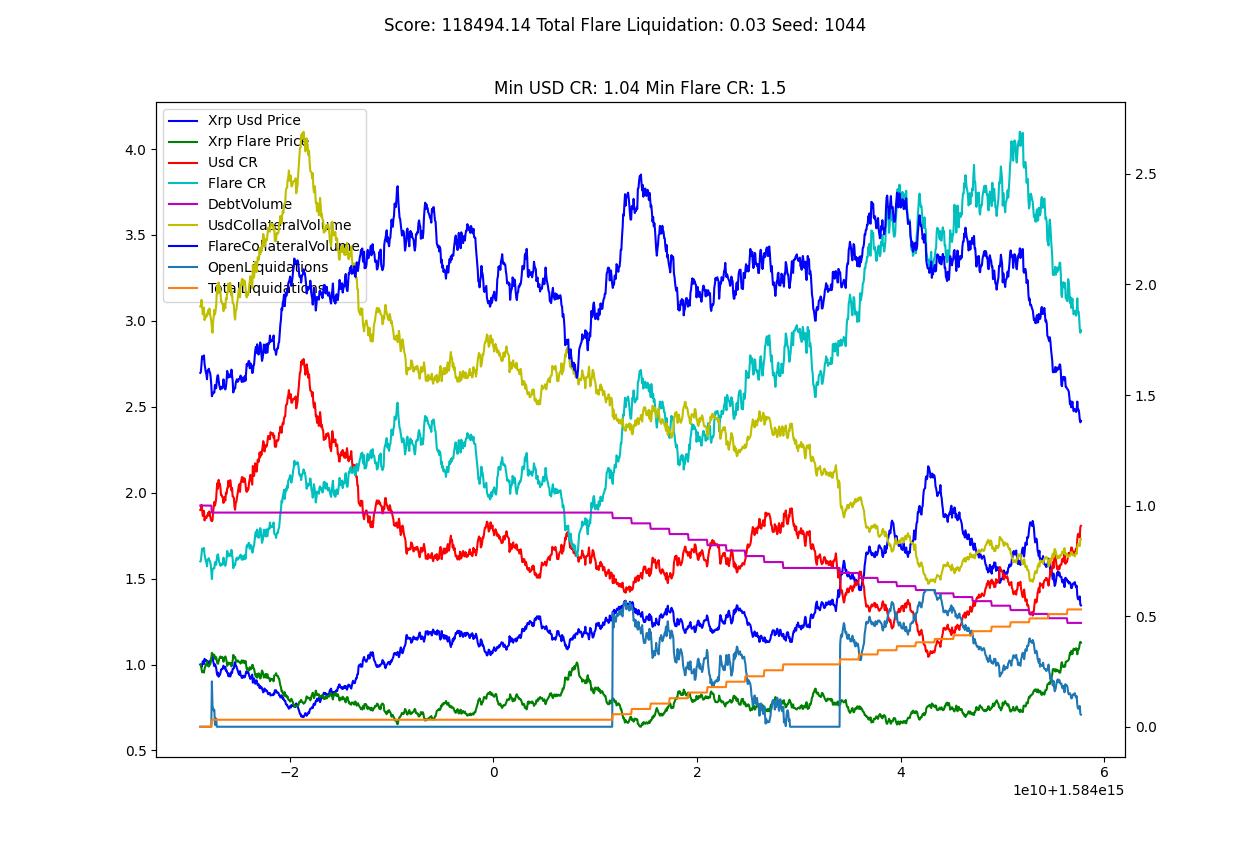 Score: 118494.14 Total Flare Liquidation: 0.03 Seed: 1044
Min USD CR: 1.04 Min Flare CR: 1.5
Xrp Usd Price
Xrp Flare Price
Usd CR
Flare CR
DebtVolume
UsdCollateralVolume
FlareCollateralVolume
OpenLiquidations
TotalLiquidations
4.0
3.5
3.0
2.5
2.0
1.5
1.0
0.5
2.5
2.0
1.5
1.0
0.5
0.0
−2 0 2 4 6
1e10+1.584e15